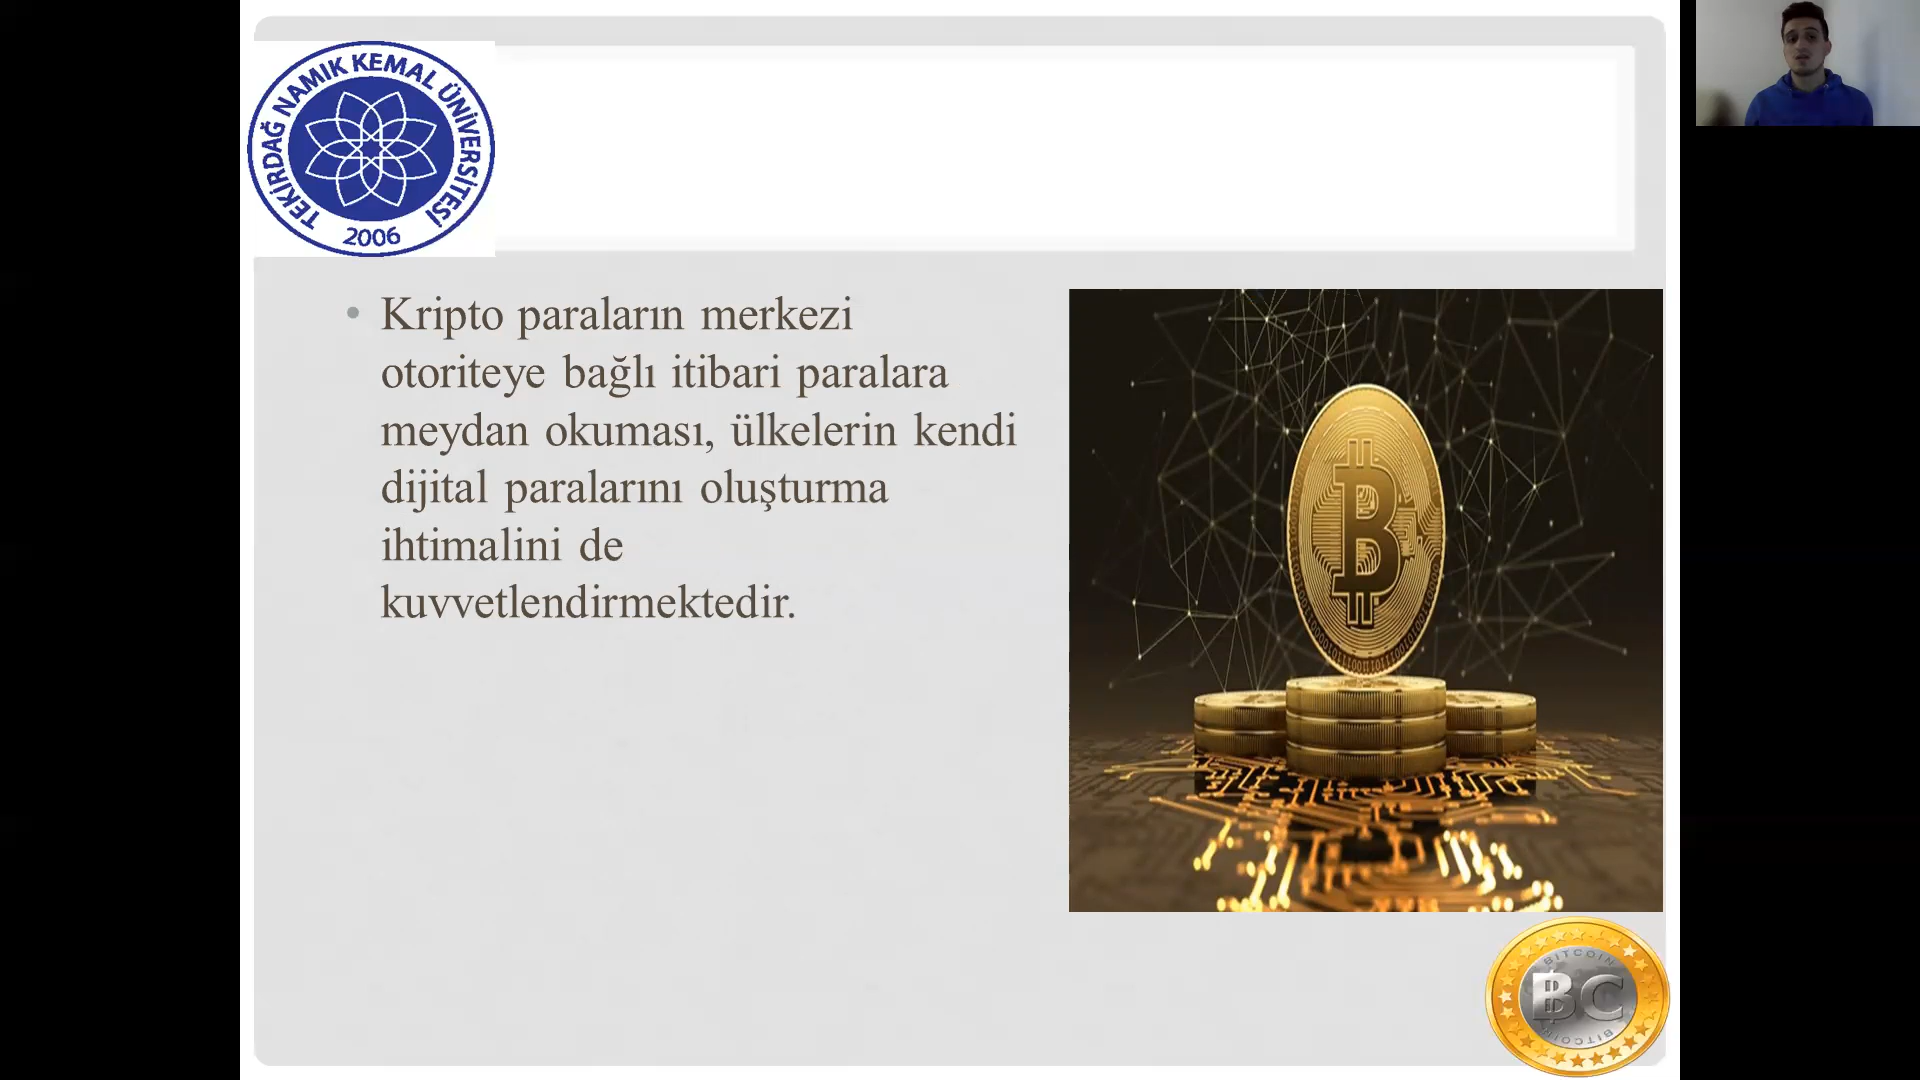 TEKİRDAĞ NAMIK KEMAL ÜNİVERSİTESİ
2006
Kripto paraların merkezi
otoriteye bağlı itibari paralara
meydan okuması, ülkelerin kendi
dijital paralarını oluşturma
ihtimalini de
kuvvetlendirmektedir.
BITCOIN
BC
BITCOIN